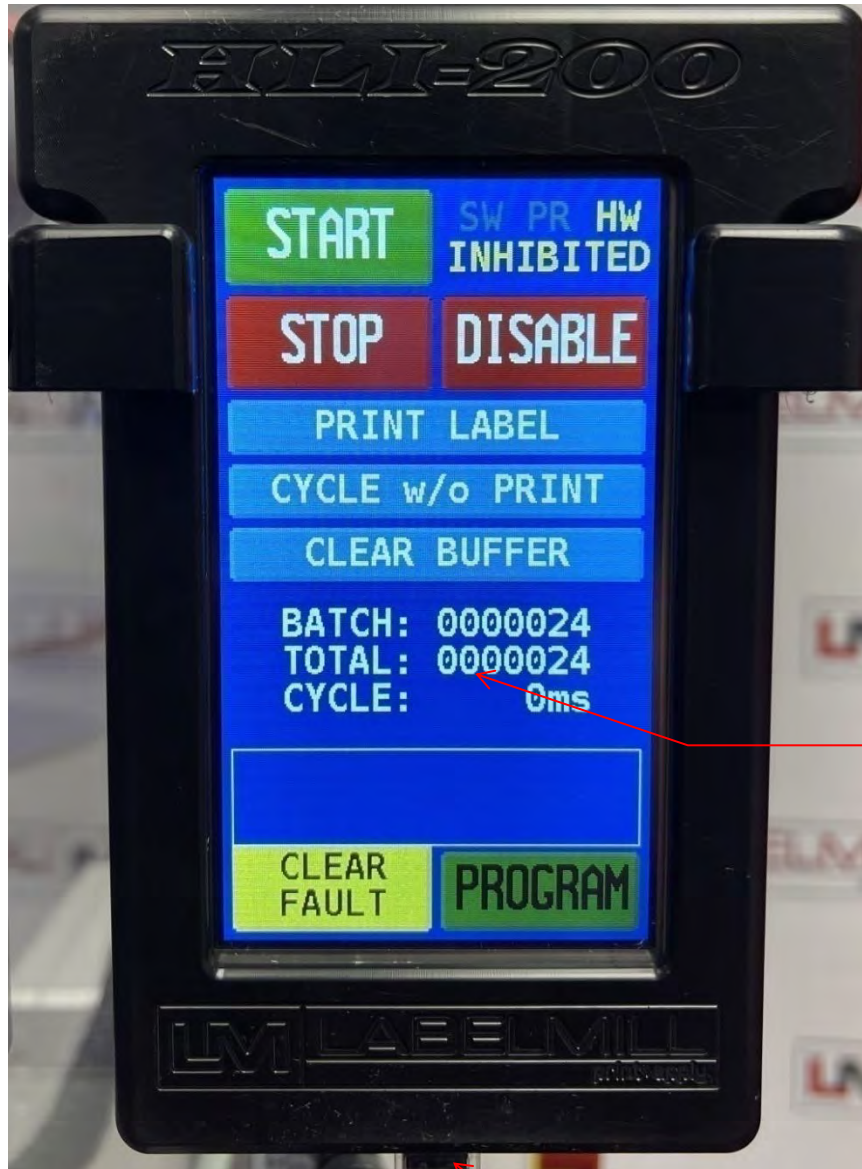 HLI-200
START
SW PR HW
INHIBITED
STOP
DISABLE
PRINT LABEL
CYCLE w/o PRINT
CLEAR BUFFER
BATCH: 0000024
TOTAL: 0000024
CYCLE: 0ms
CLEAR
FAULT
PROGRAM
LM LABELMILL
print+apply